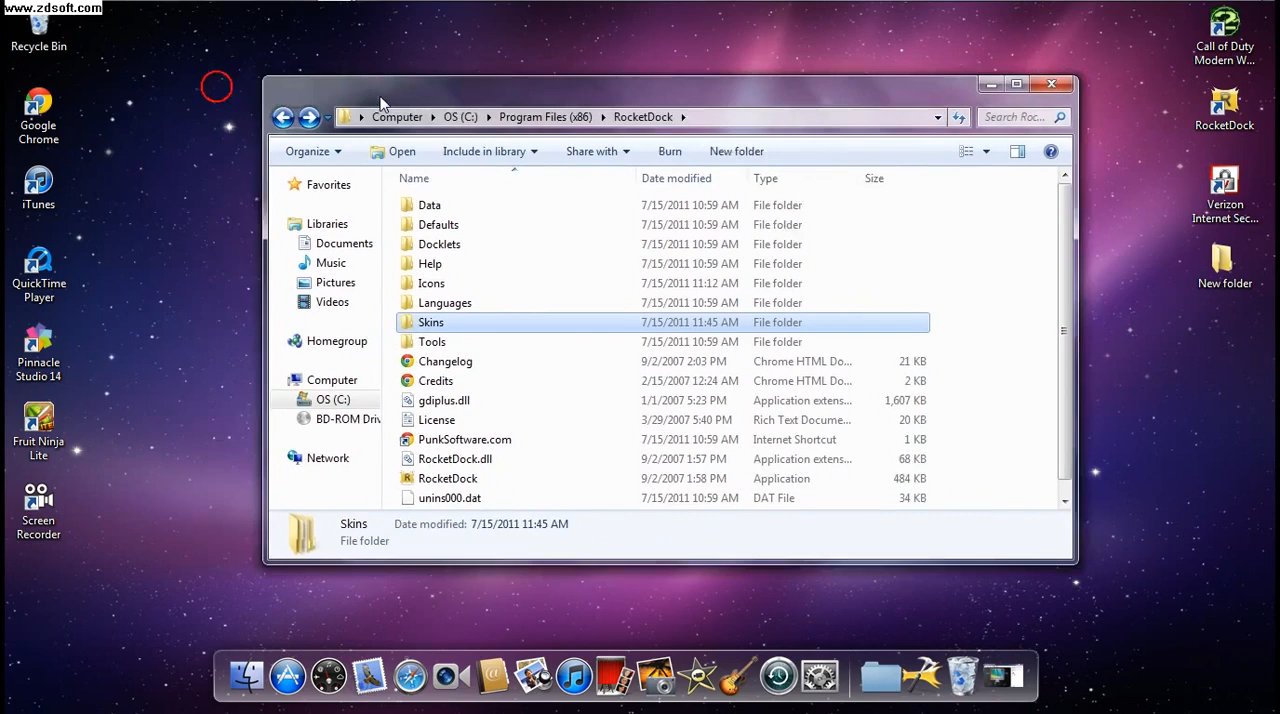 www.zdsoft.com
Recycle Bin
Google
Chrome
iTunes
QuickTime
Player
Pinnacle
Studio 14
Fruit Ninja
Lite
Screen
Recorder
Call of Duty
Modern W...
RocketDock
Verizon
Internet Sec...
New folder
Computer OS (C:) Program Files (x86) RocketDock
Search Roc...
Organize Open Include in library Share with Burn New folder
Favorites
Libraries
Documents
Music
Pictures
Videos
Homegroup
Computer
OS (C:)
BD-ROM Driv
Network
Name Date modified Type Size
Data 7/15/2011 10:59 AM File folder
Defaults 7/15/2011 10:59 AM File folder
Docklets 7/15/2011 10:59 AM File folder
Help 7/15/2011 10:59 AM File folder
Icons 7/15/2011 11:12 AM File folder
Languages 7/15/2011 10:59 AM File folder
Skins 7/15/2011 11:45 AM File folder
Tools 7/15/2011 10:59 AM File folder
Changelog 9/2/2007 2:03 PM Chrome HTML Do... 21 KB
Credits 2/15/2007 12:24 AM Chrome HTML Do... 2 KB
gdiplus.dll 1/1/2007 5:23 PM Application extens... 1,607 KB
License 3/29/2007 5:40 PM Rich Text Docume... 20 KB
PunkSoftware.com 7/15/2011 10:59 AM Internet Shortcut 1 KB
RocketDock.dll 9/2/2007 1:57 PM Application extens... 68 KB
RocketDock 9/2/2007 1:58 PM Application 484 KB
unins000.dat 7/15/2011 10:59 AM DAT File 34 KB
Skins Date modified: 7/15/2011 11:45 AM
File folder